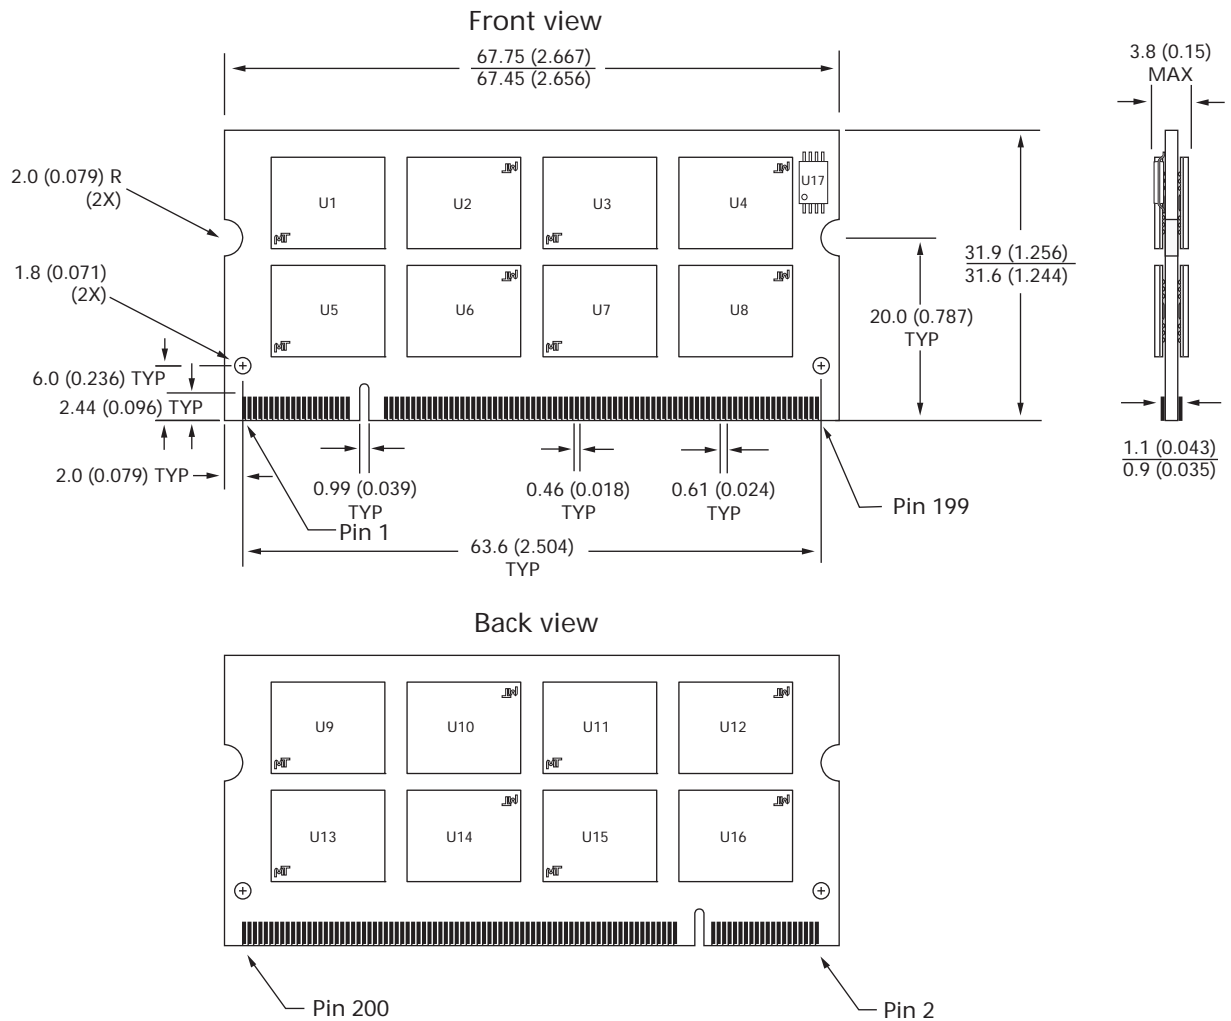 Front view
67.75 (2.667)
67.45 (2.656)
3.8 (0.15)
MAX
2.0 (0.079) R
(2X)
U1
U2
U3
U4
U17
1.8 (0.071)
(2X)
31.9 (1.256)
31.6 (1.244)
U5
U6
U7
U8
20.0 (0.787)
TYP
6.0 (0.236) TYP
2.44 (0.096) TYP
2.0 (0.079) TYP
0.99 (0.039)
TYP
0.46 (0.018)
TYP
0.61 (0.024)
TYP
1.1 (0.043)
0.9 (0.035)
Pin 1
Pin 199
63.6 (2.504)
TYP
Back view
U9
U10
U11
U12
U13
U14
U15
U16
Pin 200
Pin 2